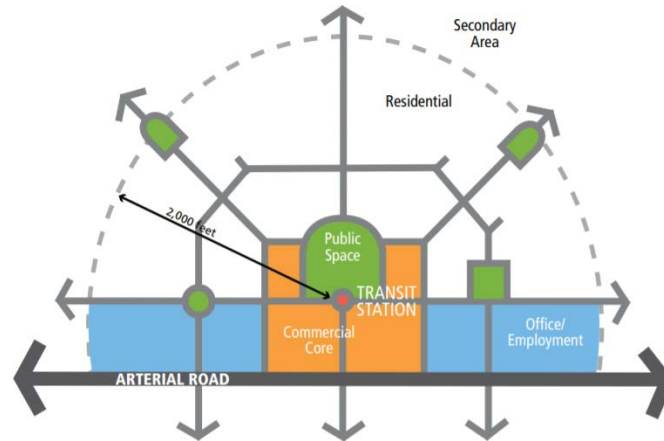 Secondary
Area
Residential
2,000 feet
Public
Space
TRANSIT
STATION
Commercial
Core
Office/
Employment
ARTERIAL ROAD